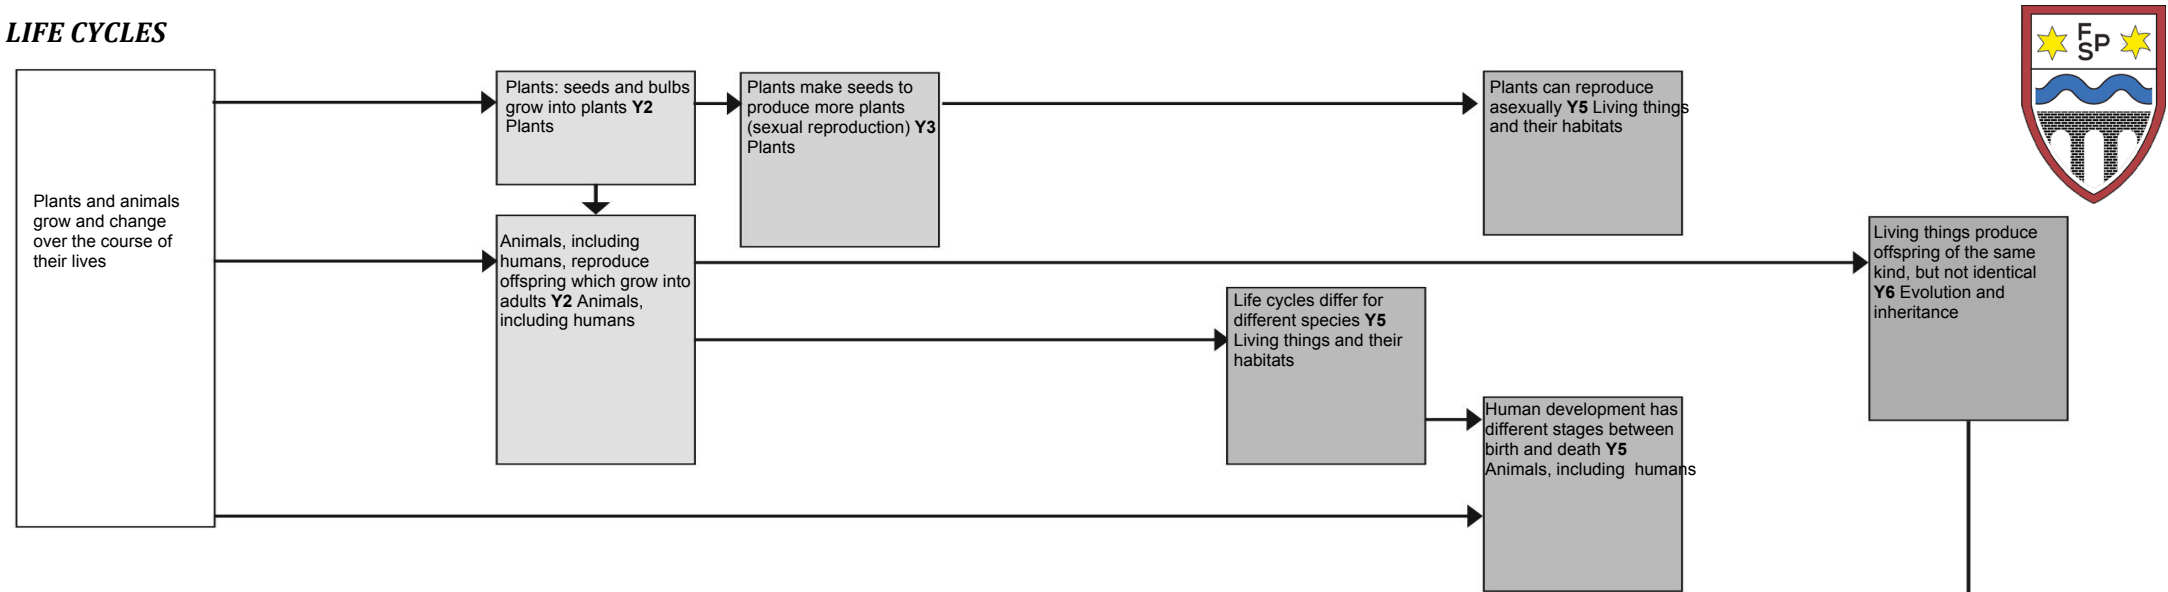 LIFE CYCLES
F
SP
Plants and animals
grow and change
over the course of
their lives
Plants: seeds and bulbs
grow into plants Y2
Plants
Plants make seeds to
produce more plants
(sexual reproduction) Y3
Plants
Plants can reproduce
asexually Y5 Living things
and their habitats
Animals, including
humans, reproduce
offspring which grow into
adults Y2 Animals,
including humans
Life cycles differ for
different species Y5
Living things and their
habitats
Human development has
different stages between
birth and death Y5
Animals, including  humans
Living things produce
offspring of the same
kind, but not identical
Y6 Evolution and
inheritance